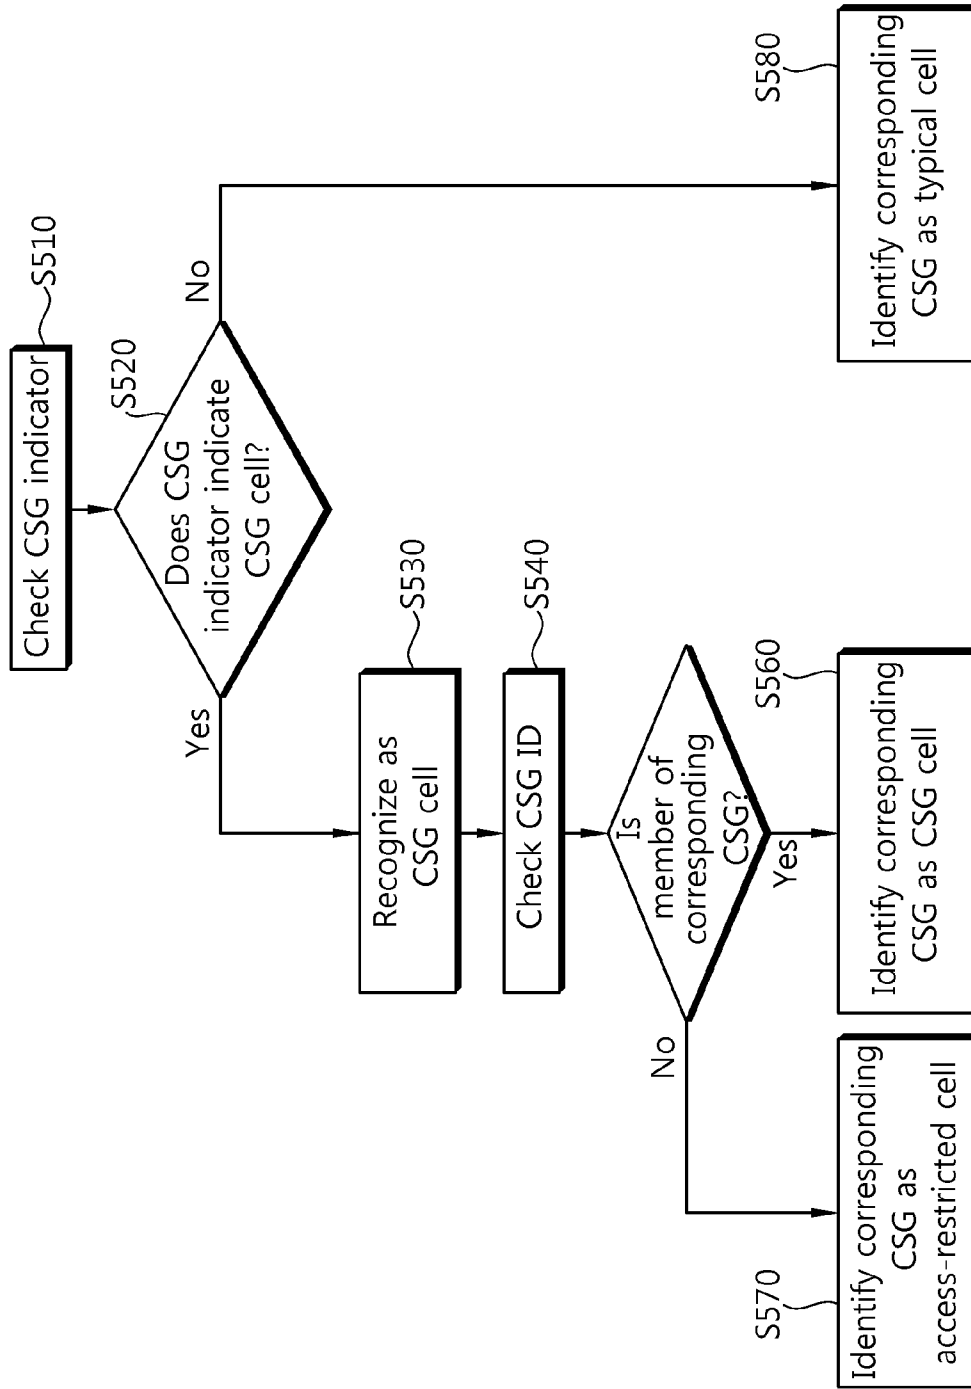 Check CSG indicator
S510
Does CSG
indicator indicate
CSG cell?
S520
Yes
No
Recognize as
CSG cell
S530
Check CSG ID
S540
Is
member of
corresponding
CSG?
No
Yes
Identify corresponding
CSG as
access-restricted cell
S570
Identify corresponding
CSG as CSG cell
S560
Identify corresponding
CSG as typical cell
S580